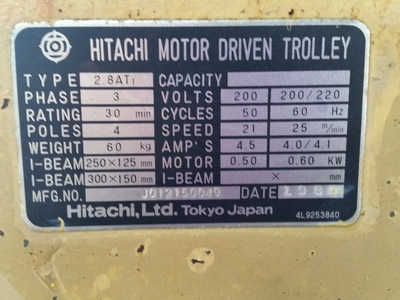 HITACHI MOTOR DRIVEN TROLLEY
TYPE 2.8AT1 CAPACITY
PHASE 3 VOLTS 200 200/220
RATING 30 min CYCLES 50 60 Hz
POLES 4 SPEED 21 25 m/min
WEIGHT 60 kg AMP'S 4.5 4.0/4.1
I-BEAM 250×125 mm MOTOR 0.50 0.60 KW
I-BEAM 300×150 mm I-BEAM × mm
MFG.NO. DATE
Hitachi, Ltd. Tokyo Japan 4L9253840